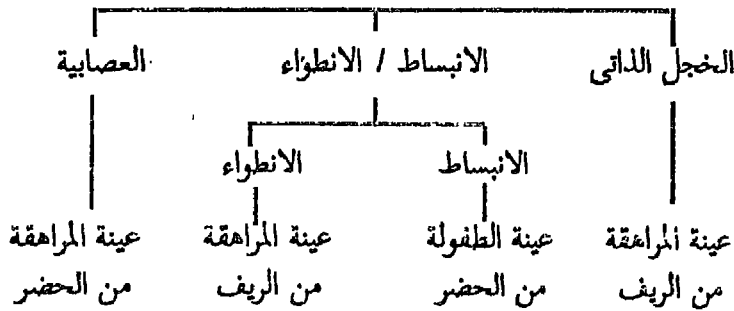 الخجل الذاتى الانبساط / الانطواء العصابية
الانبساط الانطواء
عينة المراهقة عينة الطفولة عينة المراهقة عينة المراهقة
من الريف من الحضر من الريف من الحضر